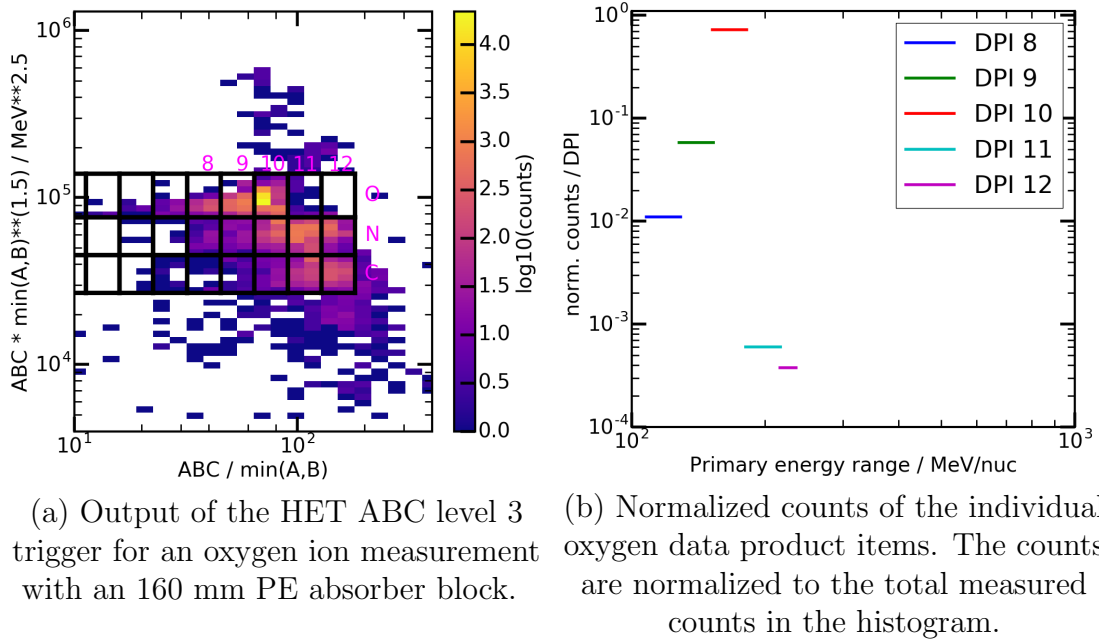 10^6
10^5
10^4
10^1
10^2
ABC * min(A,B)**(1.5) / MeV**2.5
ABC / min(A,B)
8 9 10 11 12
O
N
C
4.0
3.5
3.0
2.5
2.0
1.5
1.0
0.5
0.0
log10(counts)
10^0
10^-1
10^-2
10^-3
10^-4
10^2
10^3
norm. counts / DPI
Primary energy range / MeV/nuc
DPI 8
DPI 9
DPI 10
DPI 11
DPI 12
(a) Output of the HET ABC level 3
trigger for an oxygen ion measurement
with an 160 mm PE absorber block.
(b) Normalized counts of the individual
oxygen data product items. The counts
are normalized to the total measured
counts in the histogram.